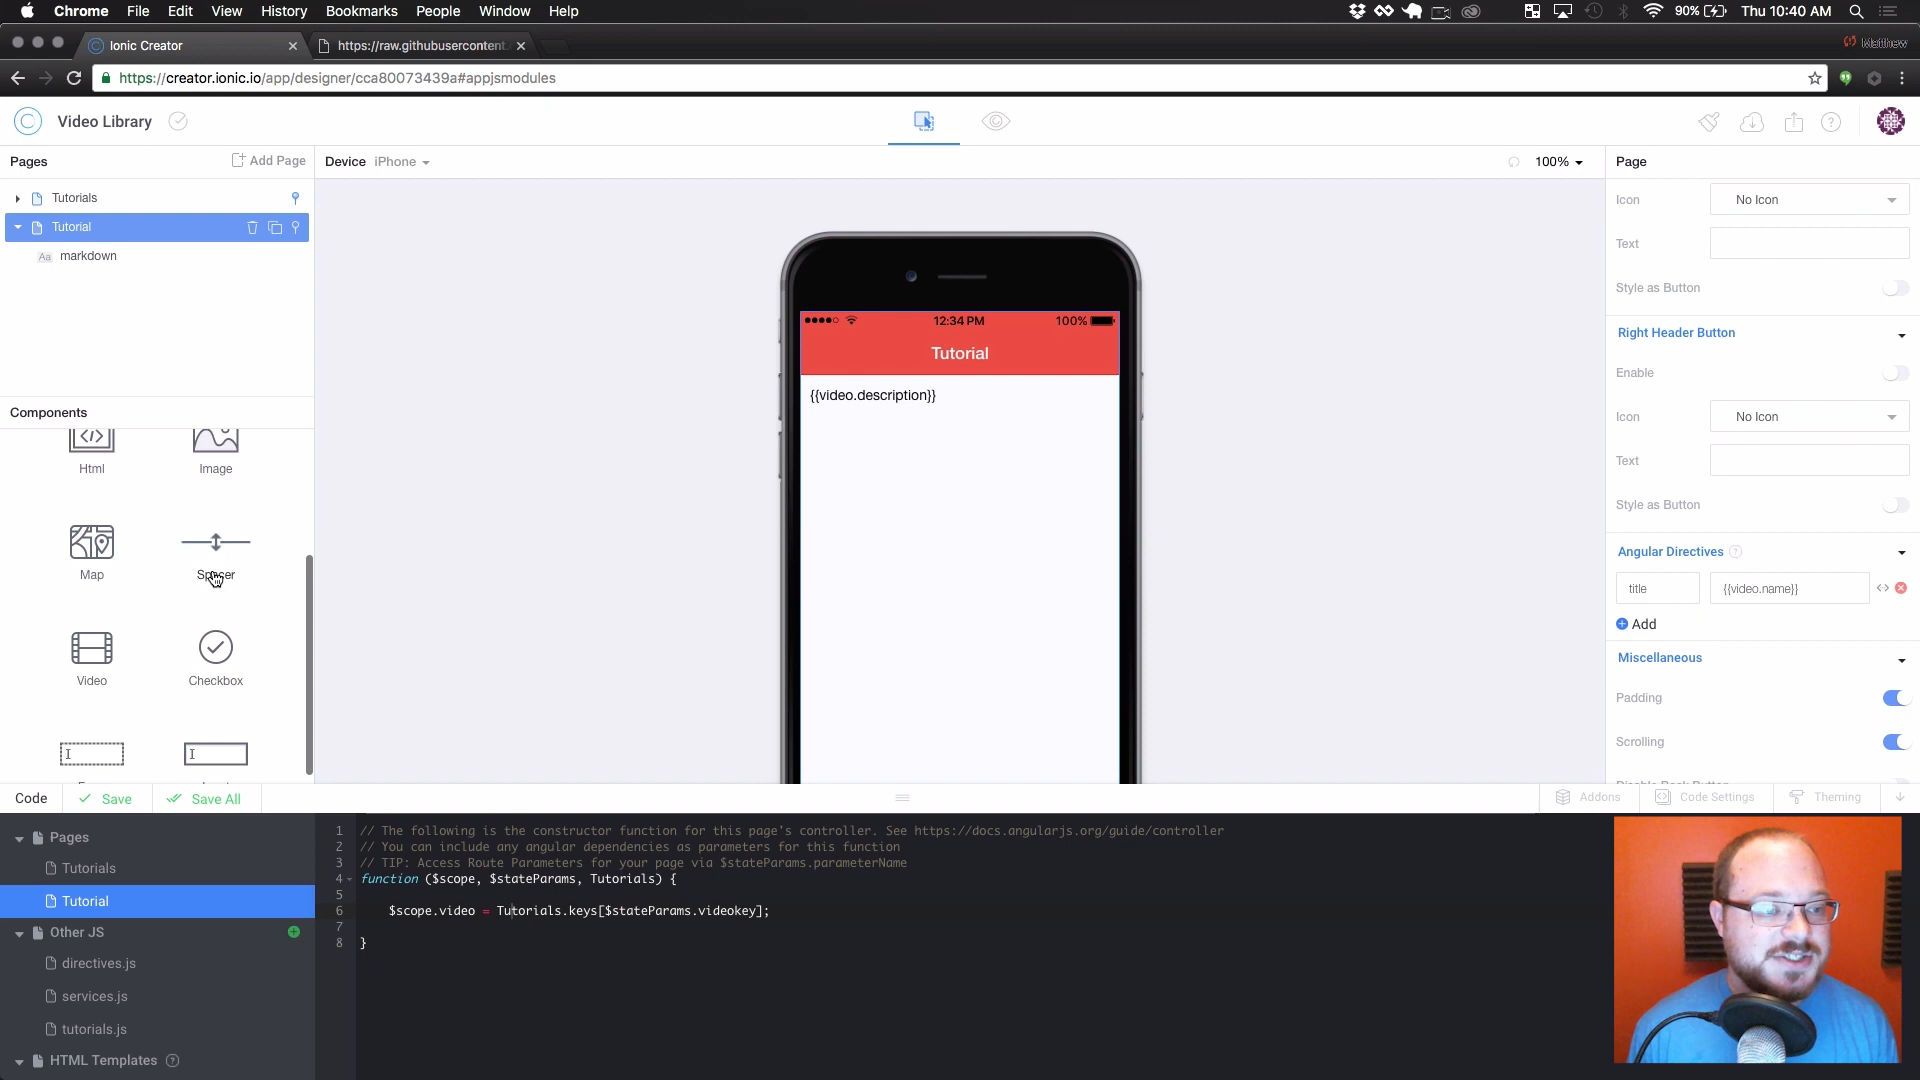 Chrome File Edit View History Bookmarks People Window Help
90% Thu 10:40 AM
Ionic Creator
https://raw.githubusercontent.
Matthew
https://creator.ionic.io/app/designer/cca80073439a#appjsmodules
Video Library
Pages
Add Page
Device iPhone
100%
Page
Tutorials
Tutorial
Aa markdown
Icon No Icon
Text
Style as Button
Right Header Button
Enable
Icon No Icon
Text
Style as Button
Angular Directives ?
title {{video.name}}
Add
Miscellaneous
Padding
Scrolling
Disable Back Button
12:34 PM
100%
Tutorial
{{video.description}}
Components
Html
Image
Map
Spacer
Video
Checkbox
Code
Save
Save All
Addons
Code Settings
Theming
Pages
Tutorials
Tutorial
Other JS
directives.js
services.js
tutorials.js
HTML Templates ?
1 // The following is the constructor function for this page's controller. See https://docs.angularjs.org/guide/controller
2 // You can include any angular dependencies as parameters for this function
3 // TIP: Access Route Parameters for your page via $stateParams.parameterName
4 function ($scope, $stateParams, Tutorials) {
5
6 $scope.video = Tutorials.keys[$stateParams.videokey];
7
8 }